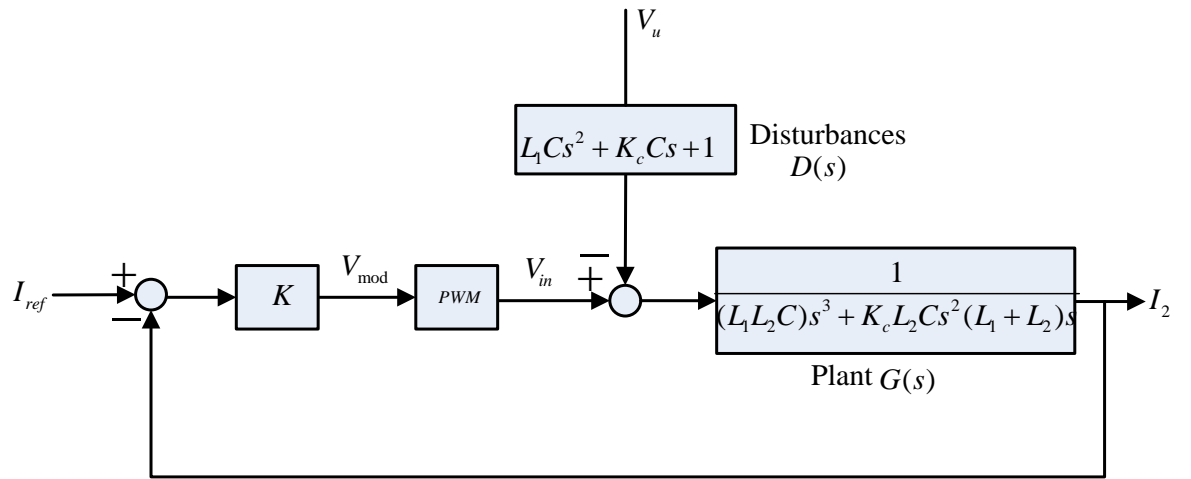 V_u
L_1Cs^2 + K_cCs + 1
Disturbances
D(s)
I_ref
+
−
K
V_mod
PWM
V_in
−
+
1
(L_1L_2C)s^3 + K_cL_2Cs^2(L_1 + L_2)s
I_2
Plant G(s)